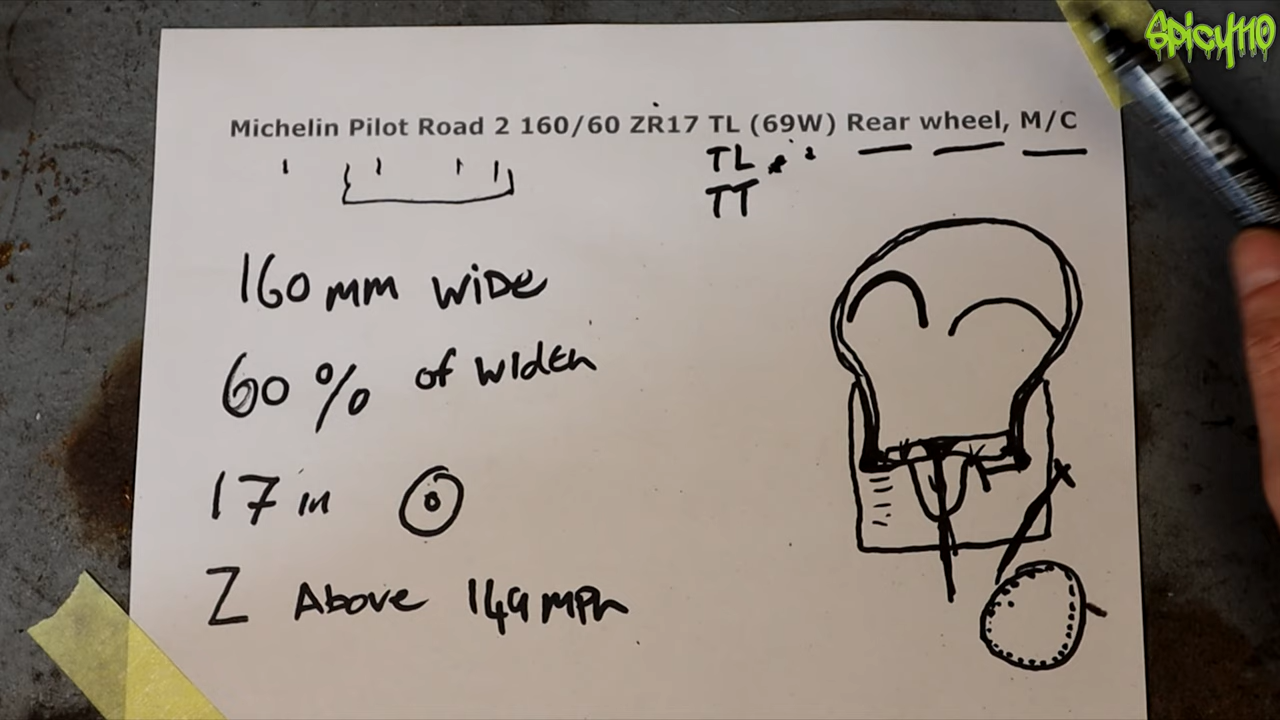 Spicy110
Michelin Pilot Road 2 160/60 ZR17 TL (69W) Rear wheel, M/C
TL
TT
160 mm wide
60 % of widen
17 in
Z Above 149 mph